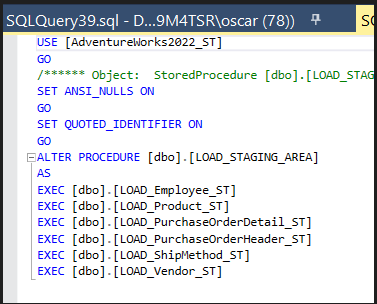 SQLQuery39.sql - D...9M4TSR\oscar (78))
USE [AdventureWorks2022_ST]
GO
/****** Object:  StoredProcedure [dbo].[LOAD_STAG
SET ANSI_NULLS ON
GO
SET QUOTED_IDENTIFIER ON
GO
ALTER PROCEDURE [dbo].[LOAD_STAGING_AREA]
AS
EXEC [dbo].[LOAD_Employee_ST]
EXEC [dbo].[LOAD_Product_ST]
EXEC [dbo].[LOAD_PurchaseOrderDetail_ST]
EXEC [dbo].[LOAD_PurchaseOrderHeader_ST]
EXEC [dbo].[LOAD_ShipMethod_ST]
EXEC [dbo].[LOAD_Vendor_ST]